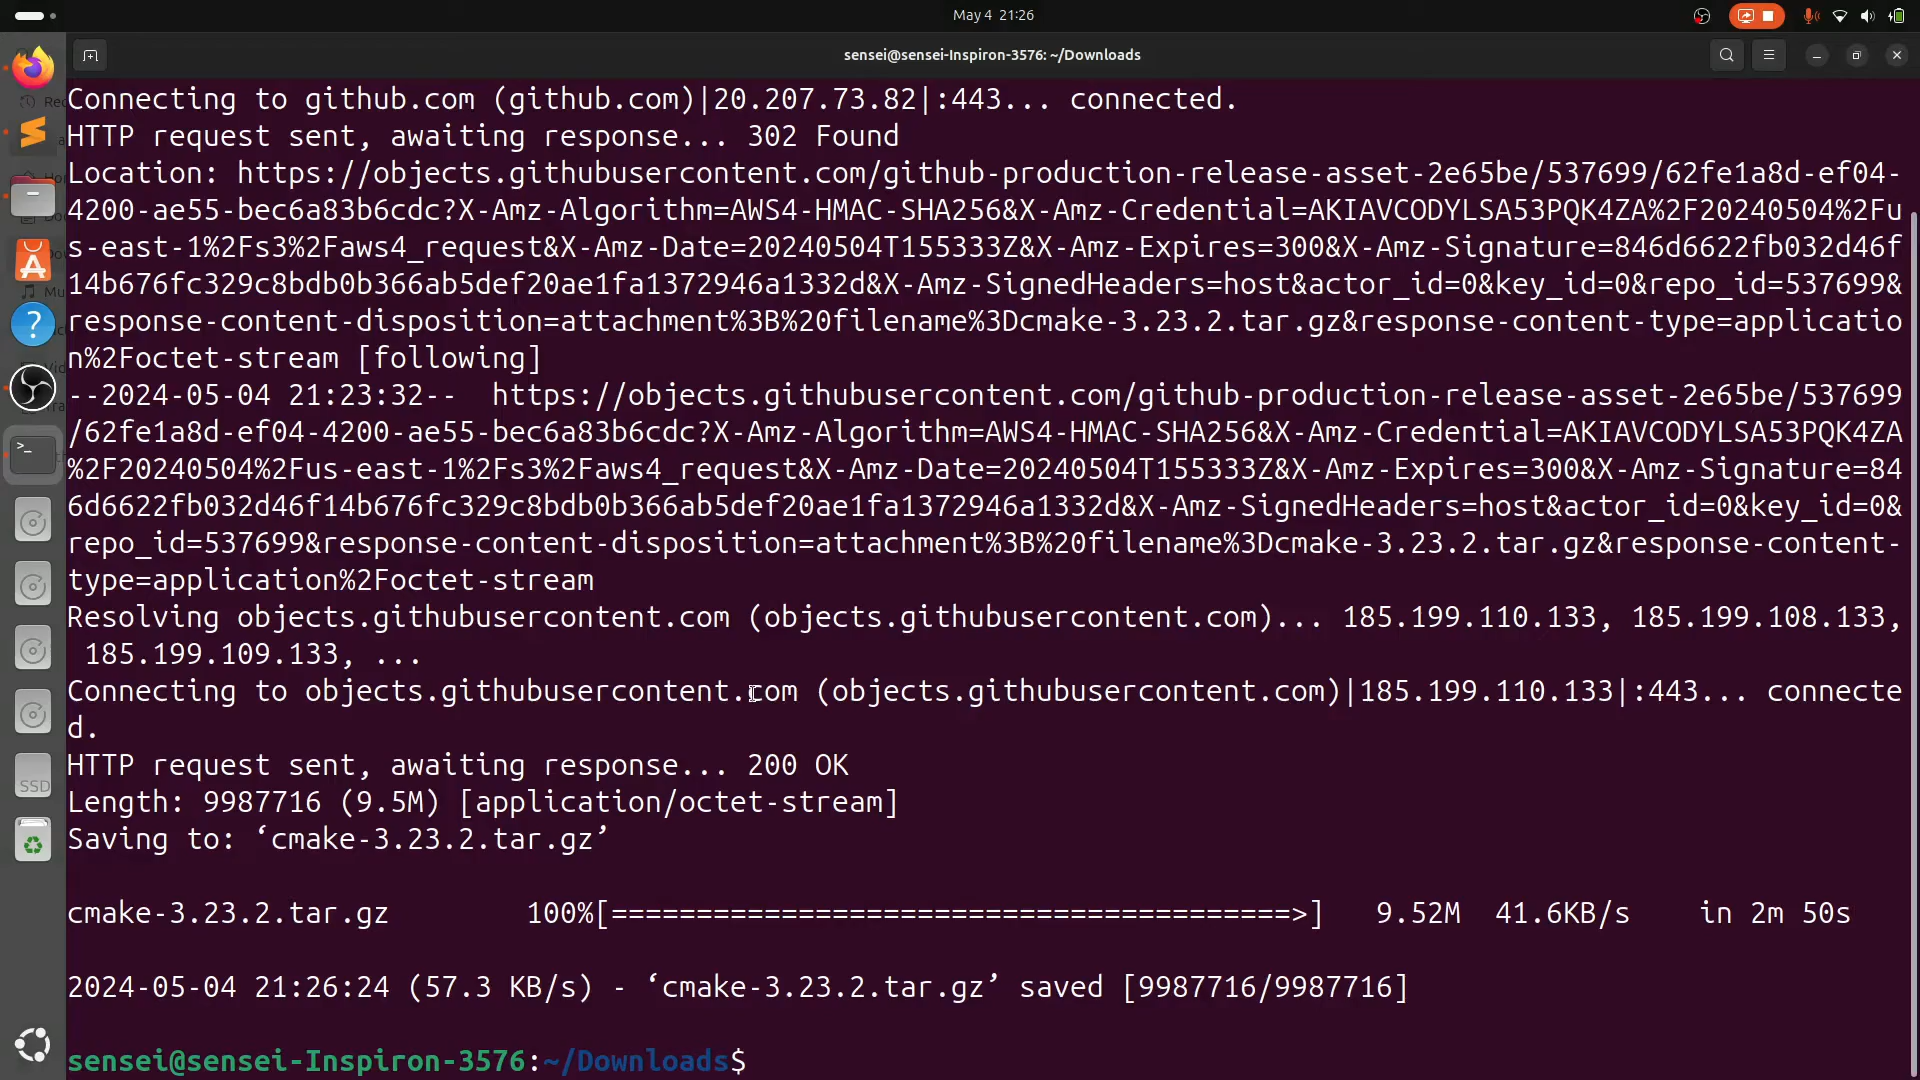 May 4 21:26
sensei@sensei-Inspiron-3576: ~/Downloads
Connecting to github.com (github.com)|20.207.73.82|:443... connected.
HTTP request sent, awaiting response... 302 Found
Location: https://objects.githubusercontent.com/github-production-release-asset-2e65be/537699/62fe1a8d-ef04-
4200-ae55-bec6a83b6cdc?X-Amz-Algorithm=AWS4-HMAC-SHA256&X-Amz-Credential=AKIAVCODYLSA53PQK4ZA%2F20240504%2Fu
s-east-1%2Fs3%2Faws4_request&X-Amz-Date=20240504T155333Z&X-Amz-Expires=300&X-Amz-Signature=846d6622fb032d46f
14b676fc329c8bdb0b366ab5def20ae1fa1372946a1332d&X-Amz-SignedHeaders=host&actor_id=0&key_id=0&repo_id=537699&
response-content-disposition=attachment%3B%20filename%3Dcmake-3.23.2.tar.gz&response-content-type=applicatio
n%2Foctet-stream [following]
--2024-05-04 21:23:32--  https://objects.githubusercontent.com/github-production-release-asset-2e65be/537699
/62fe1a8d-ef04-4200-ae55-bec6a83b6cdc?X-Amz-Algorithm=AWS4-HMAC-SHA256&X-Amz-Credential=AKIAVCODYLSA53PQK4ZA
%2F20240504%2Fus-east-1%2Fs3%2Faws4_request&X-Amz-Date=20240504T155333Z&X-Amz-Expires=300&X-Amz-Signature=84
6d6622fb032d46f14b676fc329c8bdb0b366ab5def20ae1fa1372946a1332d&X-Amz-SignedHeaders=host&actor_id=0&key_id=0&
repo_id=537699&response-content-disposition=attachment%3B%20filename%3Dcmake-3.23.2.tar.gz&response-content-
type=application%2Foctet-stream
Resolving objects.githubusercontent.com (objects.githubusercontent.com)... 185.199.110.133, 185.199.108.133,
 185.199.109.133, ...
Connecting to objects.githubusercontent.com (objects.githubusercontent.com)|185.199.110.133|:443... connecte
d.
HTTP request sent, awaiting response... 200 OK
Length: 9987716 (9.5M) [application/octet-stream]
Saving to: ‘cmake-3.23.2.tar.gz’
cmake-3.23.2.tar.gz        100%[========================================>]   9.52M  41.6KB/s    in 2m 50s
2024-05-04 21:26:24 (57.3 KB/s) - ‘cmake-3.23.2.tar.gz’ saved [9987716/9987716]
sensei@sensei-Inspiron-3576:~/Downloads$
SSD